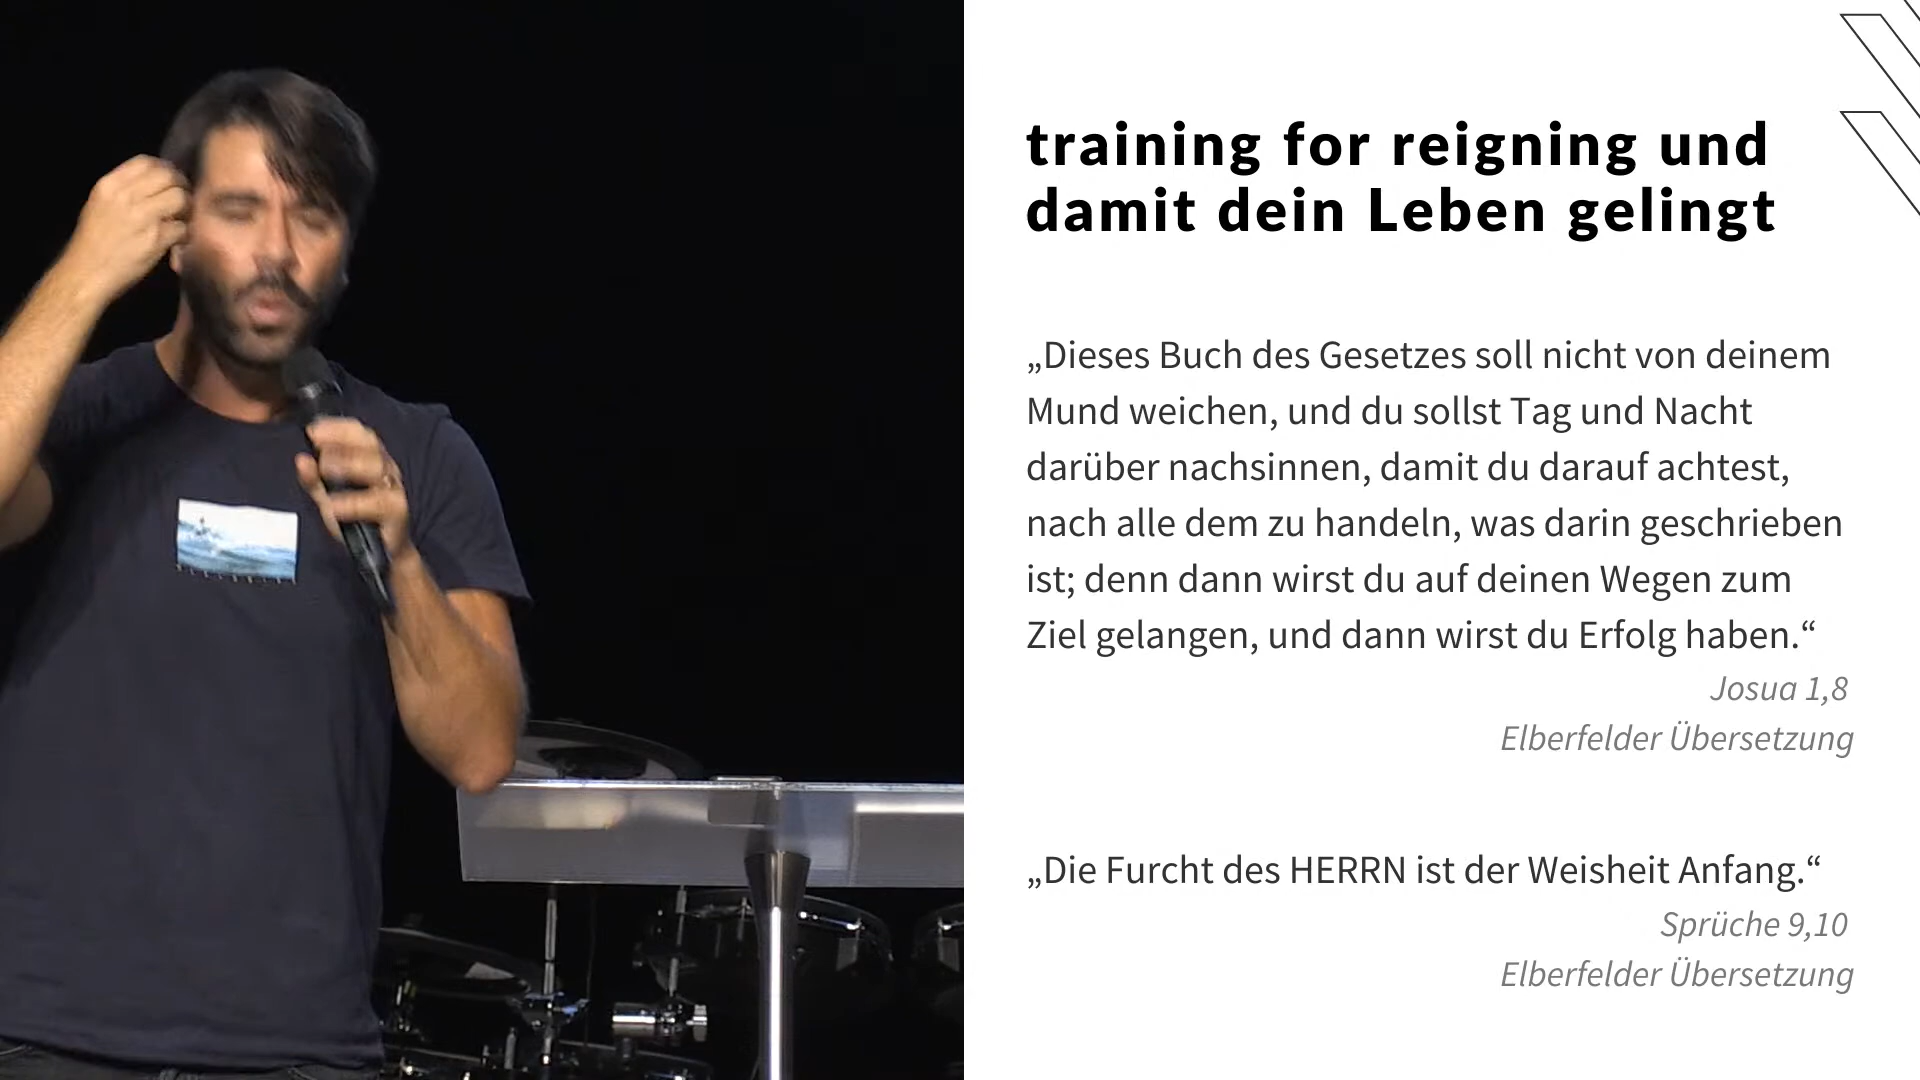 training for reigning und
damit dein Leben gelingt
„Dieses Buch des Gesetzes soll nicht von deinem
Mund weichen, und du sollst Tag und Nacht
darüber nachsinnen, damit du darauf achtest,
nach alle dem zu handeln, was darin geschrieben
ist; denn dann wirst du auf deinen Wegen zum
Ziel gelangen, und dann wirst du Erfolg haben.“
Josua 1,8
Elberfelder Übersetzung
„Die Furcht des HERRN ist der Weisheit Anfang.“
Sprüche 9,10
Elberfelder Übersetzung